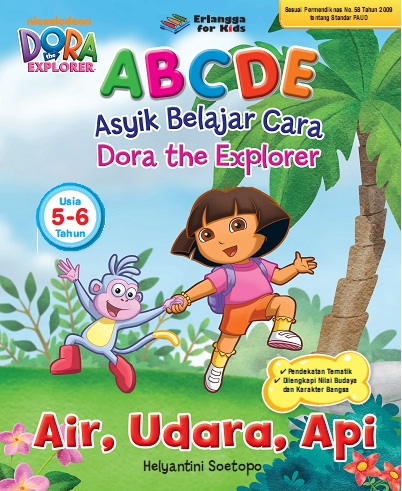 nickelodeon
DORA
the
EXPLORER
Erlangga
for Kids
Sesuai Permendiknas No. 58 Tahun 2009
tentang Standar PAUD
ABCDE
Asyik Belajar Cara
Dora the Explorer
Usia
5-6
Tahun
✓ Pendekatan Tematik
✓ Dilengkapi Nilai Budaya
dan Karakter Bangsa
Air, Udara, Api
Helyantini Soetopo